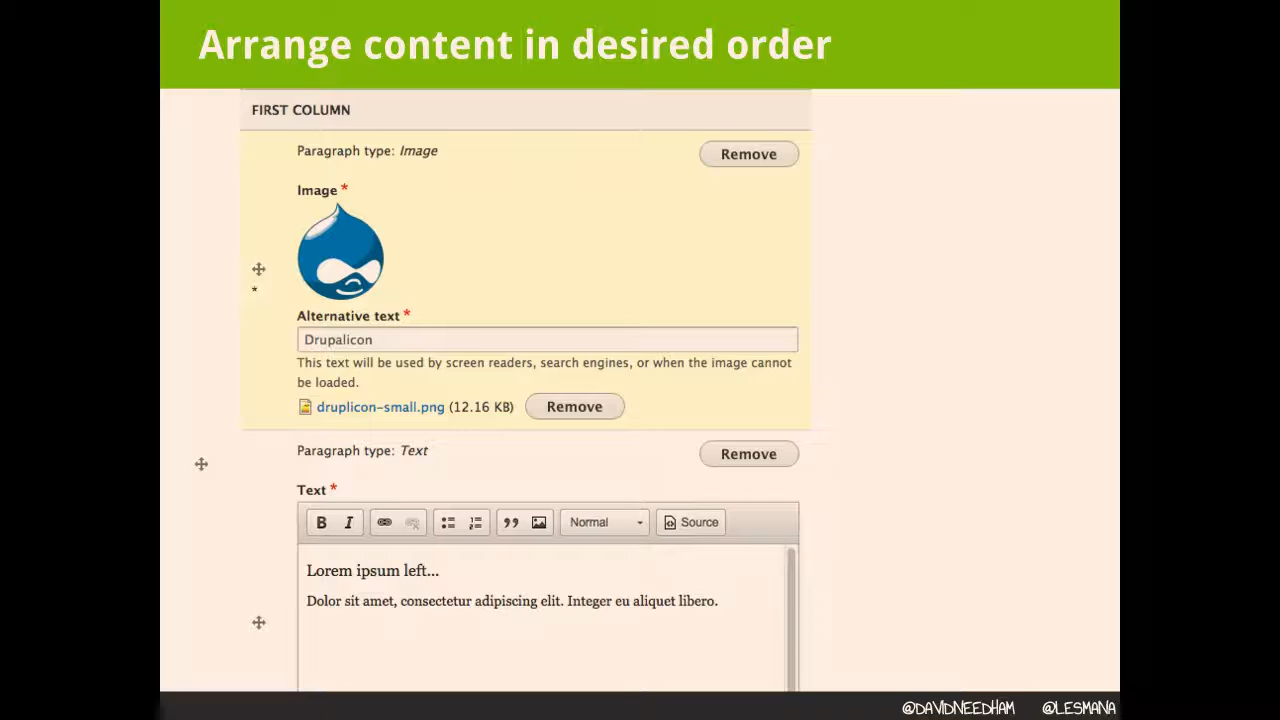 Arrange content in desired order
FIRST COLUMN
Paragraph type: Image
Remove
Image *
*
Alternative text *
Drupalicon
This text will be used by screen readers, search engines, or when the image cannot
be loaded.
druplicon-small.png (12.16 KB)
Remove
Paragraph type: Text
Remove
Text *
B I Normal Source
Lorem ipsum left...
Dolor sit amet, consectetur adipiscing elit. Integer eu aliquet libero.
@DAVIDNEEDHAM @LESMANA